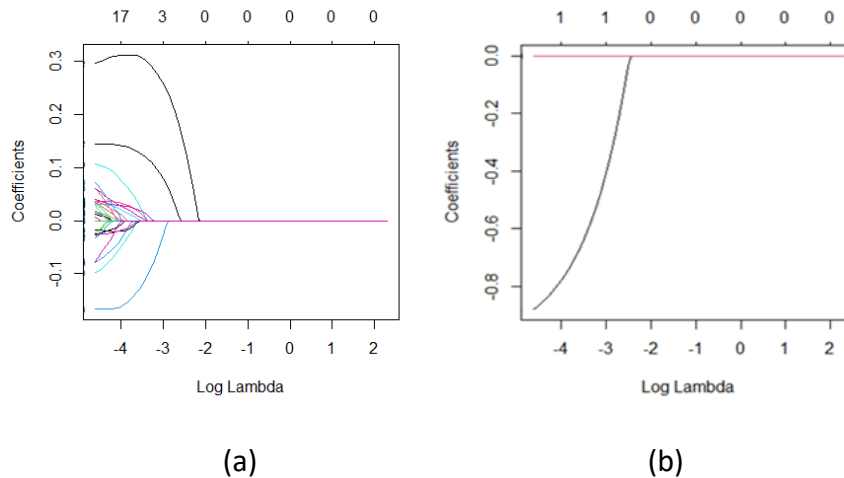 17 3 0 0 0 0 0
0.3
0.2
0.1
0.0
-0.1
Coefficients
-4 -3 -2 -1 0 1 2
Log Lambda
(a)
1 1 0 0 0 0 0
0.0
-0.2
-0.4
-0.6
-0.8
Coefficients
-4 -3 -2 -1 0 1 2
Log Lambda
(b)